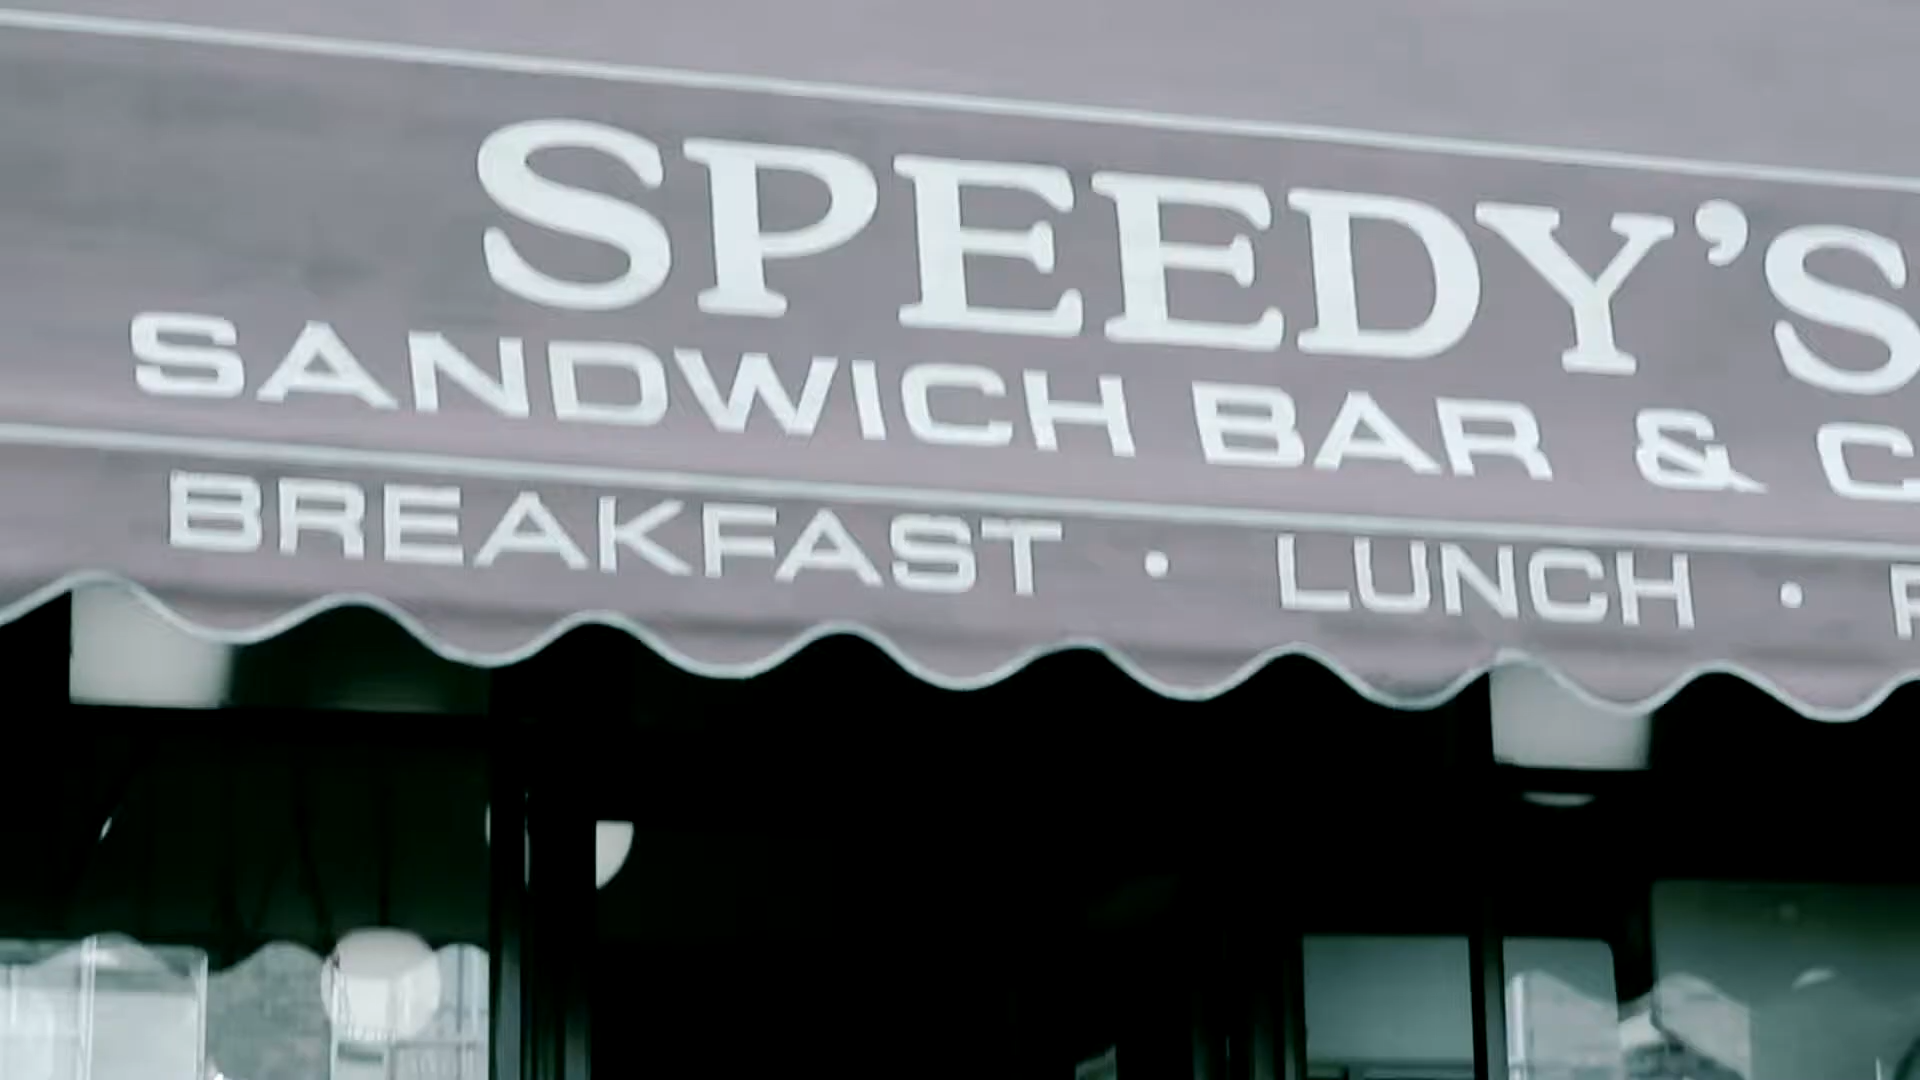 SPEEDY'S
SANDWICH BAR & C
BREAKFAST · LUNCH ·